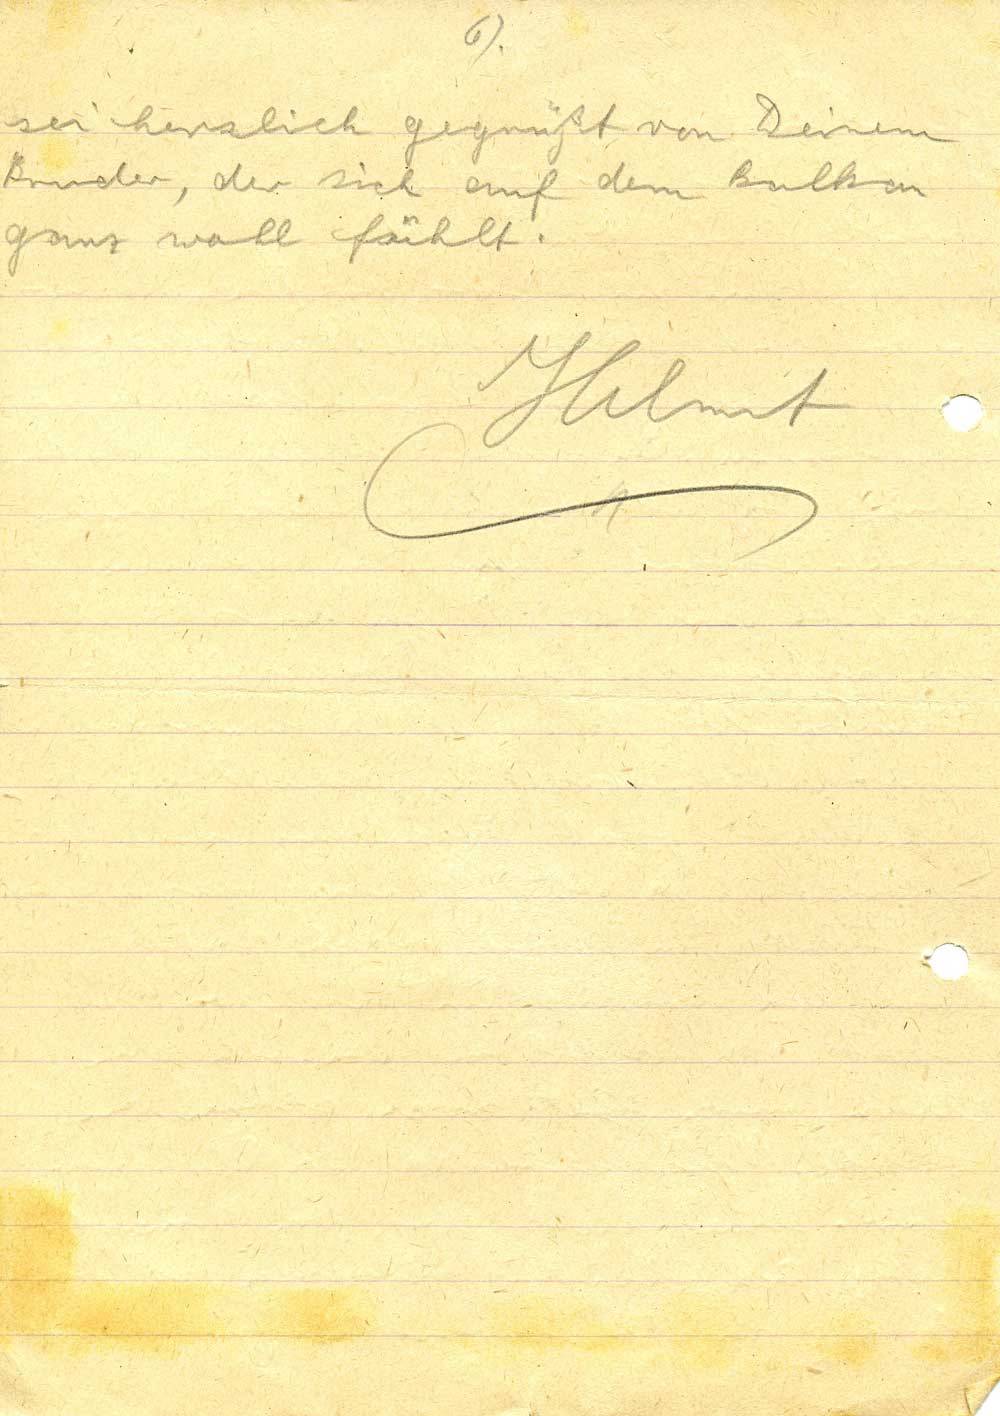 6).
sei herzlich gegrüßt von Deinem
Bruder, der sich auf dem Balkan
ganz wohl fühlt.
Helmut